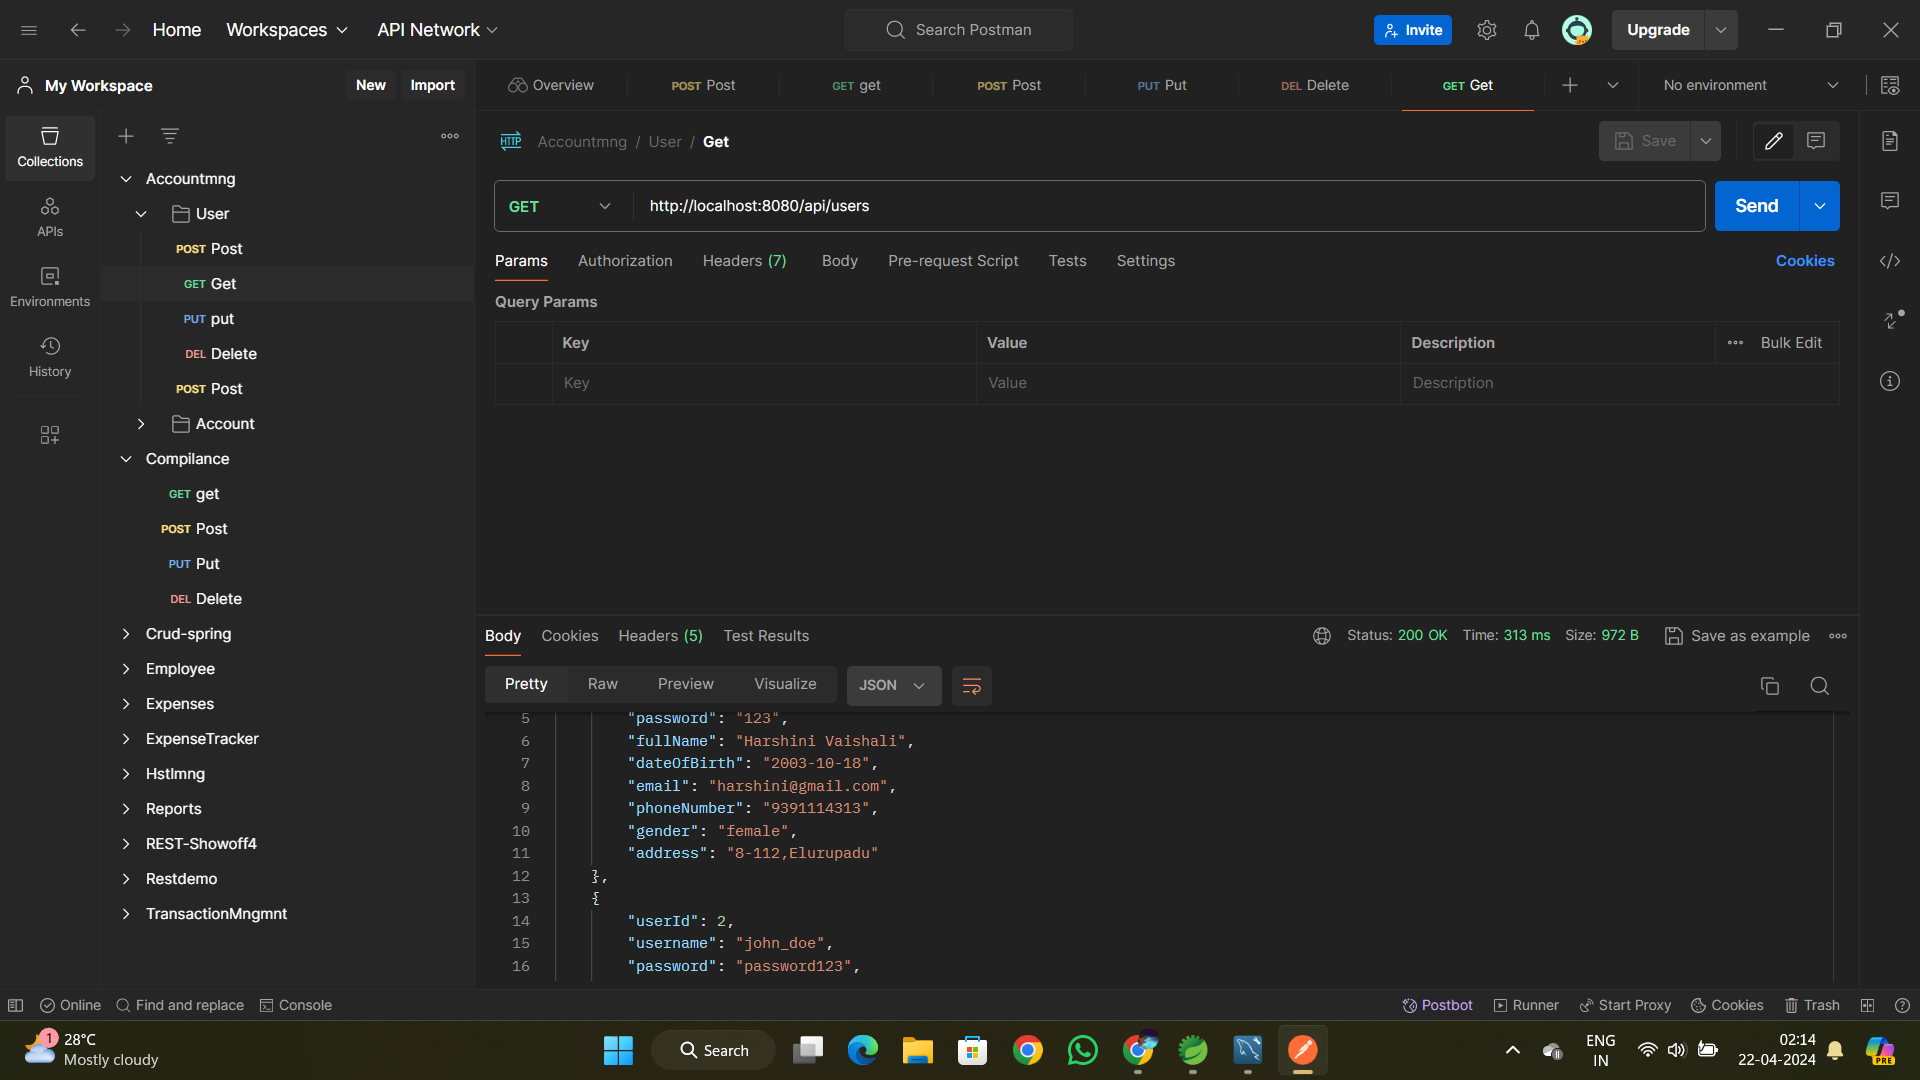 Home Workspaces API Network Search Postman Invite Upgrade
My Workspace New Import
Overview POST Post GET get POST Post PUT Put DEL Delete GET Get No environment
Collections
APIs
Environments
History
Accountmng
User
POST Post
GET Get
PUT put
DEL Delete
POST Post
Account
Compilance
GET get
POST Post
PUT Put
DEL Delete
Crud-spring
Employee
Expenses
ExpenseTracker
Hstlmng
Reports
REST-Showoff4
Restdemo
TransactionMngmnt
HTTP Accountmng / User / Get Save
GET http://localhost:8080/api/users Send
Params Authorization Headers (7) Body Pre-request Script Tests Settings Cookies
Query Params
Key Value Description Bulk Edit
Key Value Description
Body Cookies Headers (5) Test Results Status: 200 OK Time: 313 ms Size: 972 B Save as example
Pretty Raw Preview Visualize JSON
5 "password": "123",
6 "fullName": "Harshini Vaishali",
7 "dateOfBirth": "2003-10-18",
8 "email": "harshini@gmail.com",
9 "phoneNumber": "9391114313",
10 "gender": "female",
11 "address": "8-112,Elurupadu"
12 },
13 {
14 "userId": 2,
15 "username": "john_doe",
16 "password": "password123",
Online Find and replace Console Postbot Runner Start Proxy Cookies Trash
1 28°C
Mostly cloudy
Search
ENG
IN
02:14
22-04-2024
PRE